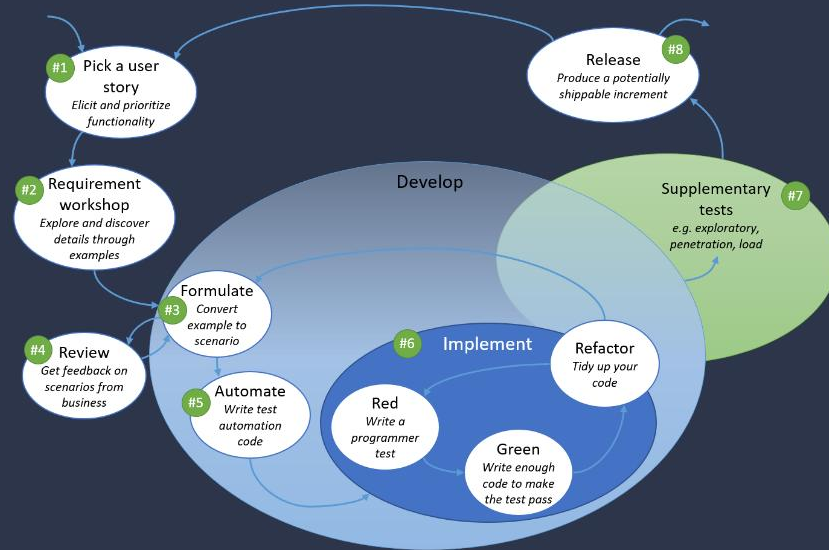 #1
Pick a user
story
Elicit and prioritize
functionality
#2
Requirement
workshop
Explore and discover
details through
examples
#3
Formulate
Convert
example to
scenario
#4
Review
Get feedback on
scenarios from
business
#5
Automate
Write test
automation
code
Develop
#6
Implement
Red
Write a
programmer
test
Green
Write enough
code to make
the test pass
Refactor
Tidy up your
code
#7
Supplementary
tests
e.g. exploratory,
penetration, load
#8
Release
Produce a potentially
shippable increment